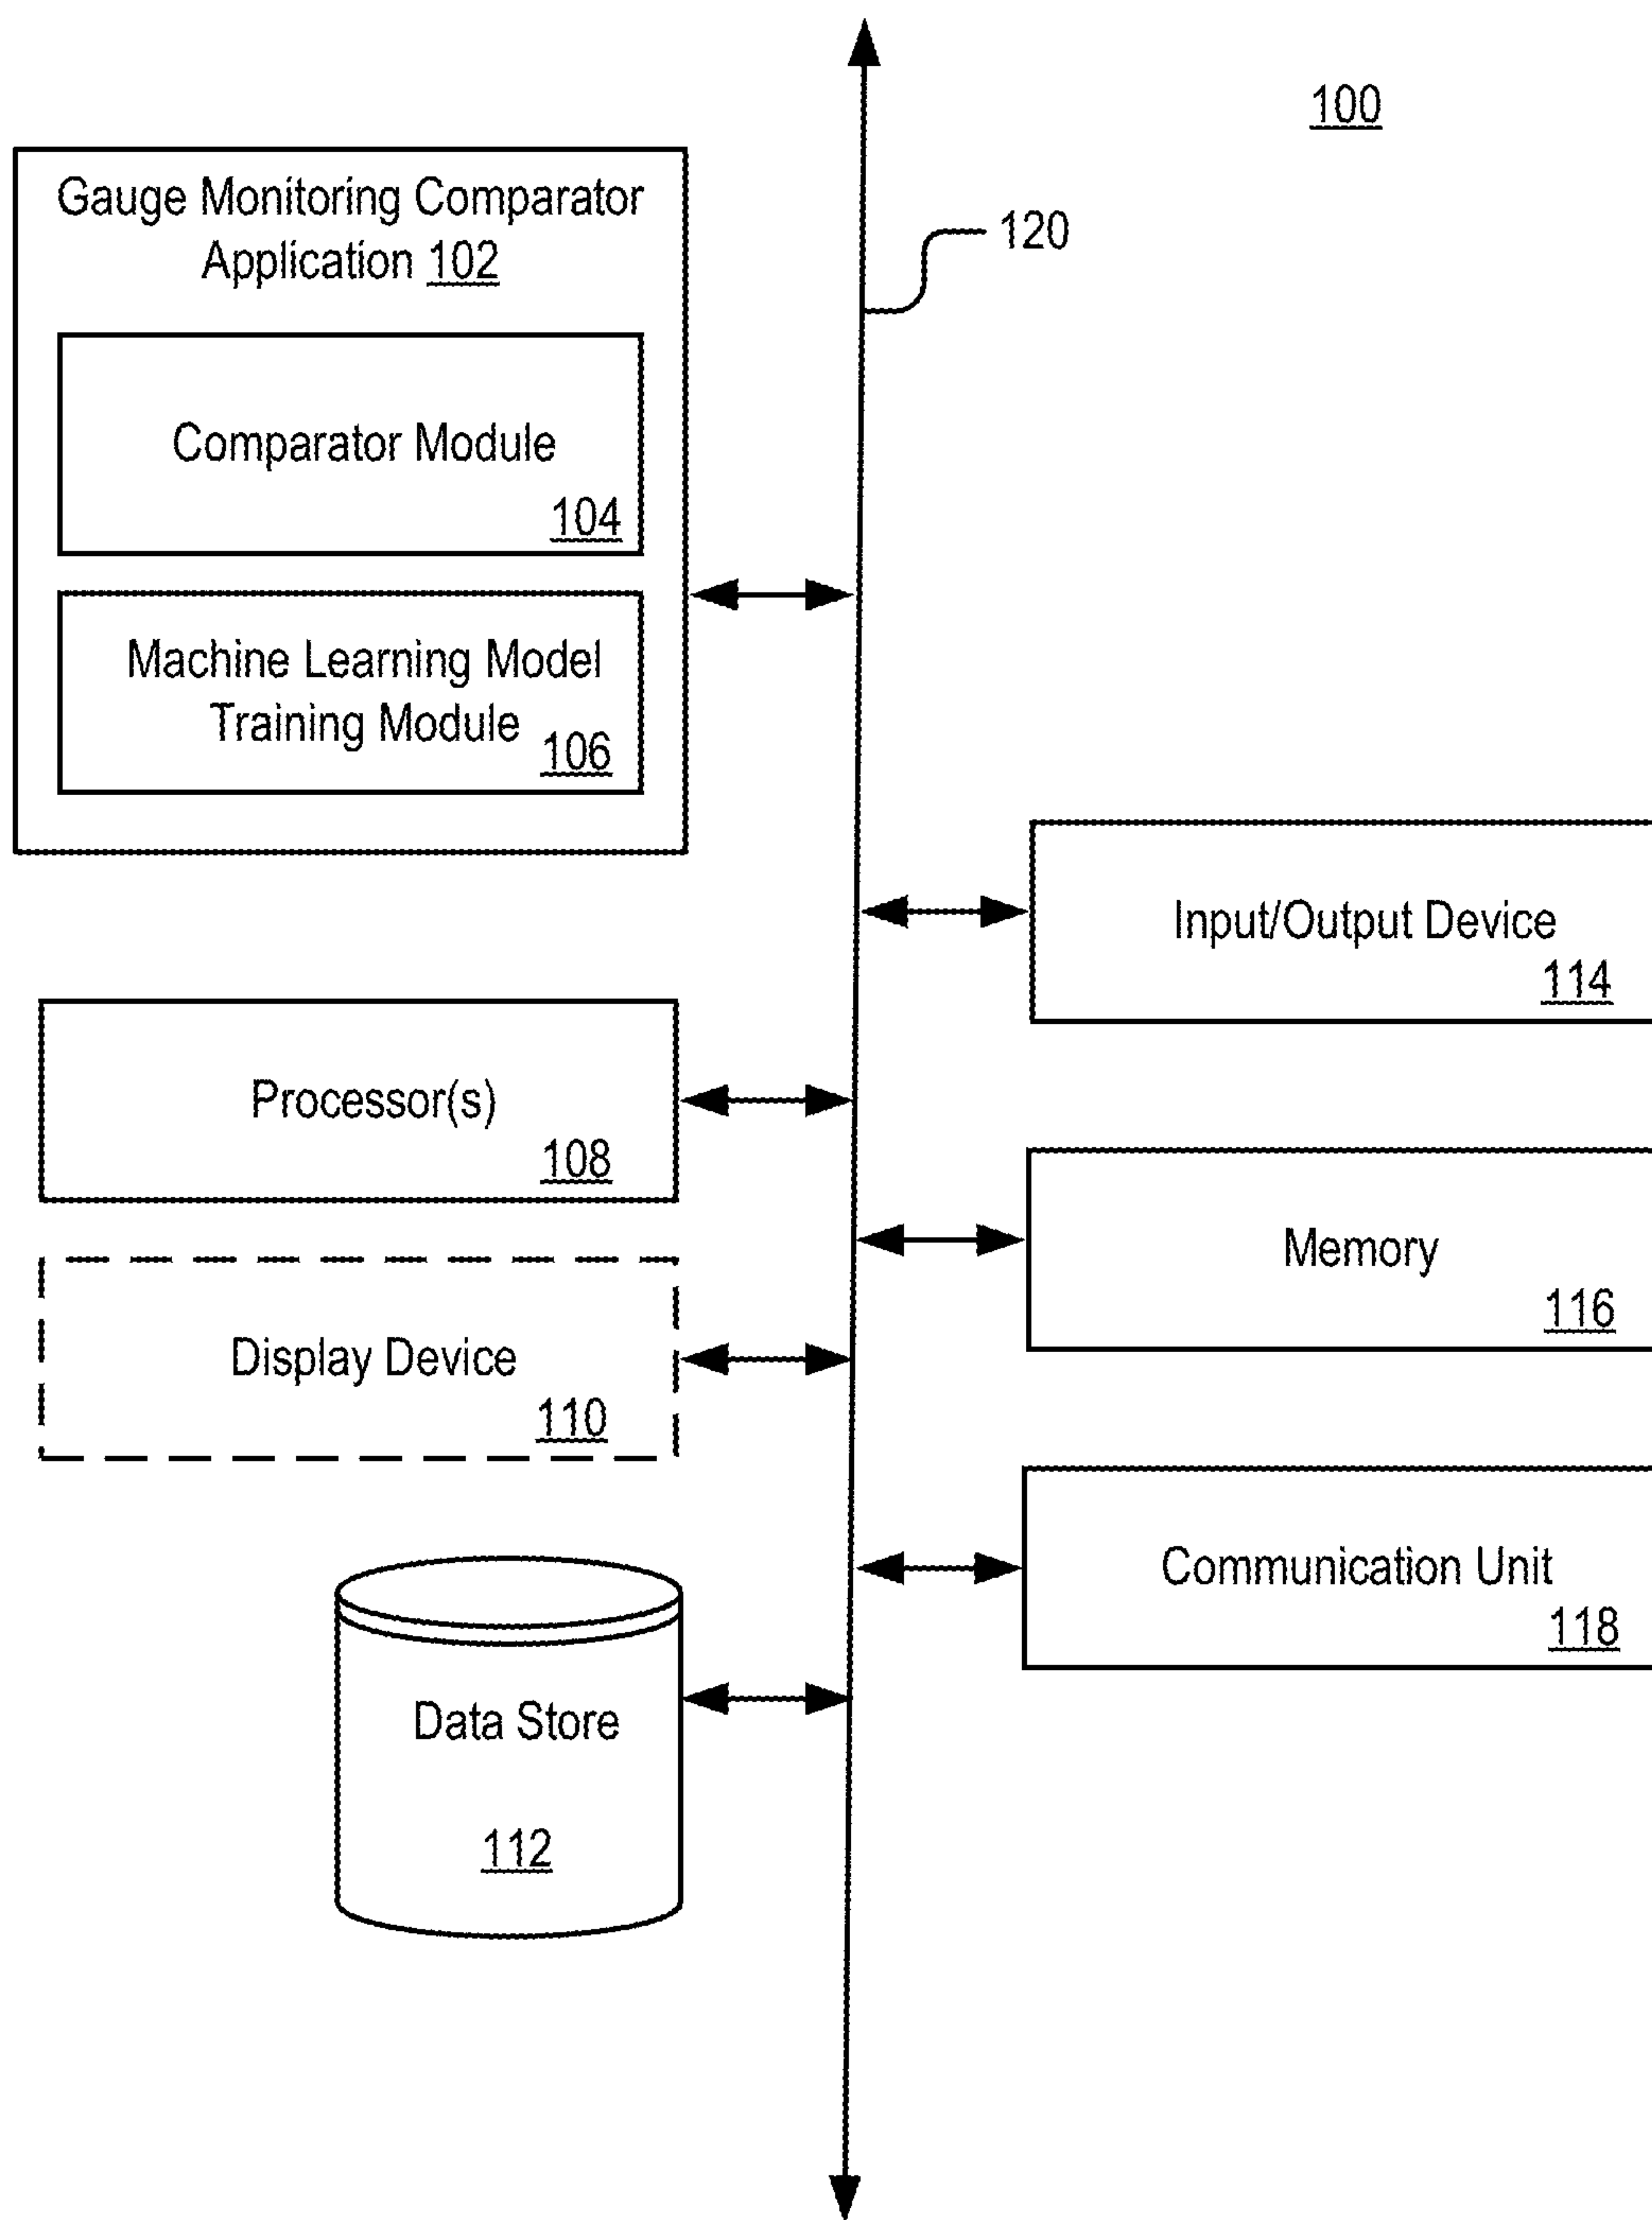 100
Gauge Monitoring Comparator
Application 102
120
Comparator Module
104
Machine Learning Model
Training Module
106
Input/Output Device
114
Processor(s)
108
Memory
116
Display Device
110
Communication Unit
118
Data Store
112